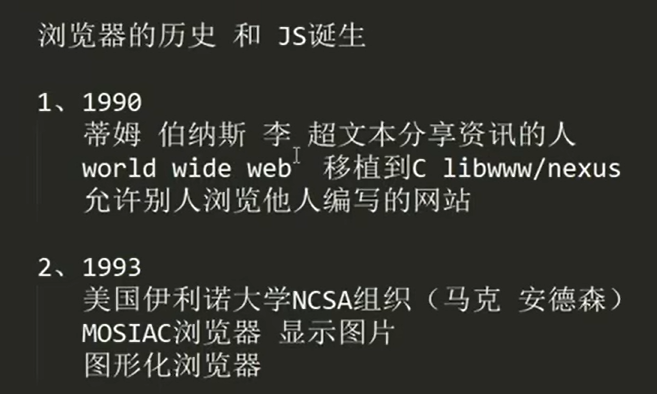 浏览器的历史 和 JS诞生
1、1990
蒂姆 伯纳斯 李 超文本分享资讯的人
world wide web 移植到C libwww/nexus
允许别人浏览他人编写的网站
2、1993
美国伊利诺大学NCSA组织（马克 安德森）
MOSIAC浏览器 显示图片
图形化浏览器